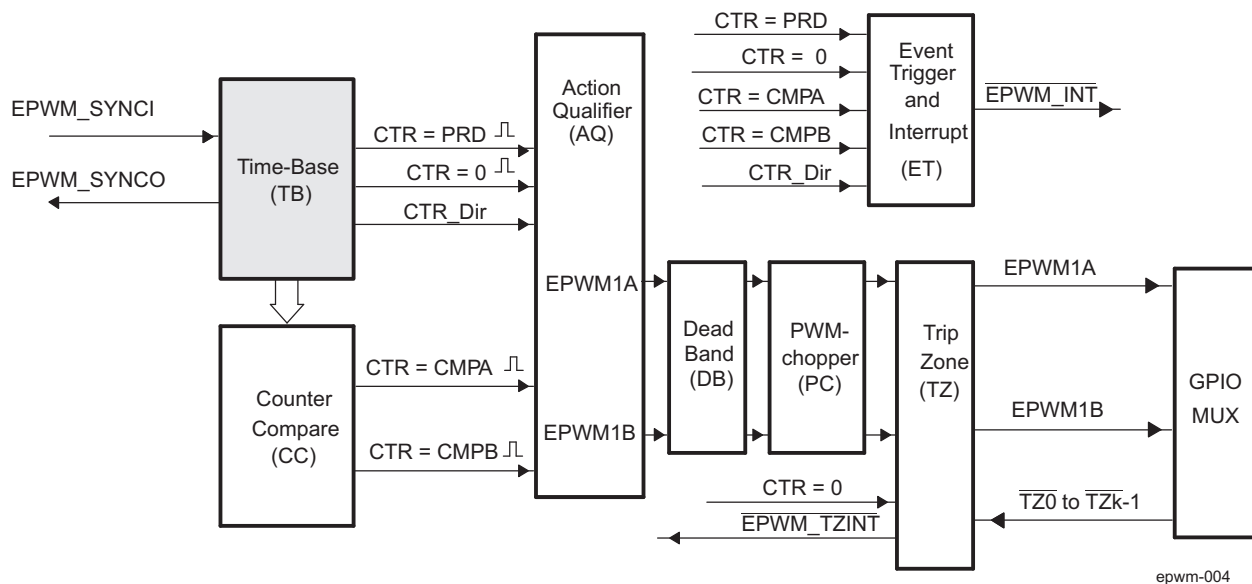 EPWM_SYNCI
EPWM_SYNCO
Time-Base
(TB)
CTR = PRD
CTR = 0
CTR_Dir
Counter
Compare
(CC)
CTR = CMPA
CTR = CMPB
Action
Qualifier
(AQ)
EPWM1A
EPWM1B
CTR = PRD
CTR = 0
CTR = CMPA
CTR = CMPB
CTR_Dir
Event
Trigger
and
Interrupt
(ET)
EPWM_INT
Dead
Band
(DB)
PWM-
chopper
(PC)
Trip
Zone
(TZ)
CTR = 0
EPWM_TZINT
EPWM1A
EPWM1B
TZ0 to TZk-1
GPIO
MUX
epwm-004